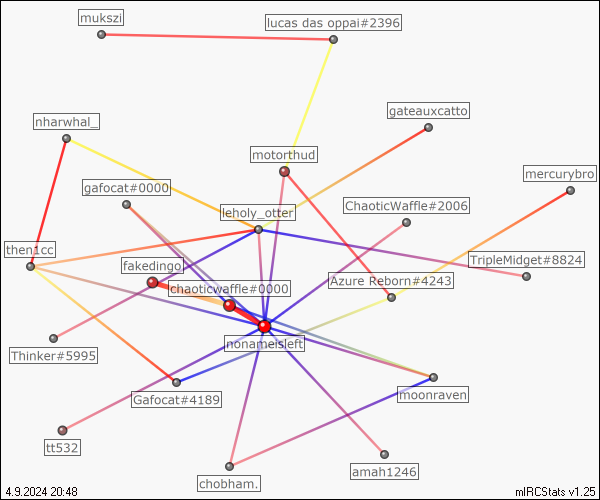 mukszi
lucas das oppai#2396
gateauxcatto
nharwhal_
motorthud
mercurybro
gafocat#0000
leholy_otter
ChaoticWaffle#2006
then1cc
TripleMidget#8824
fakedingo
Azure Reborn#4243
chaoticwaffle#0000
nonameisleft
Thinker#5995
Gafocat#4189
moonraven
tt532
amah1246
chobham.
4.9.2024 20:48
mIRCStats v1.25